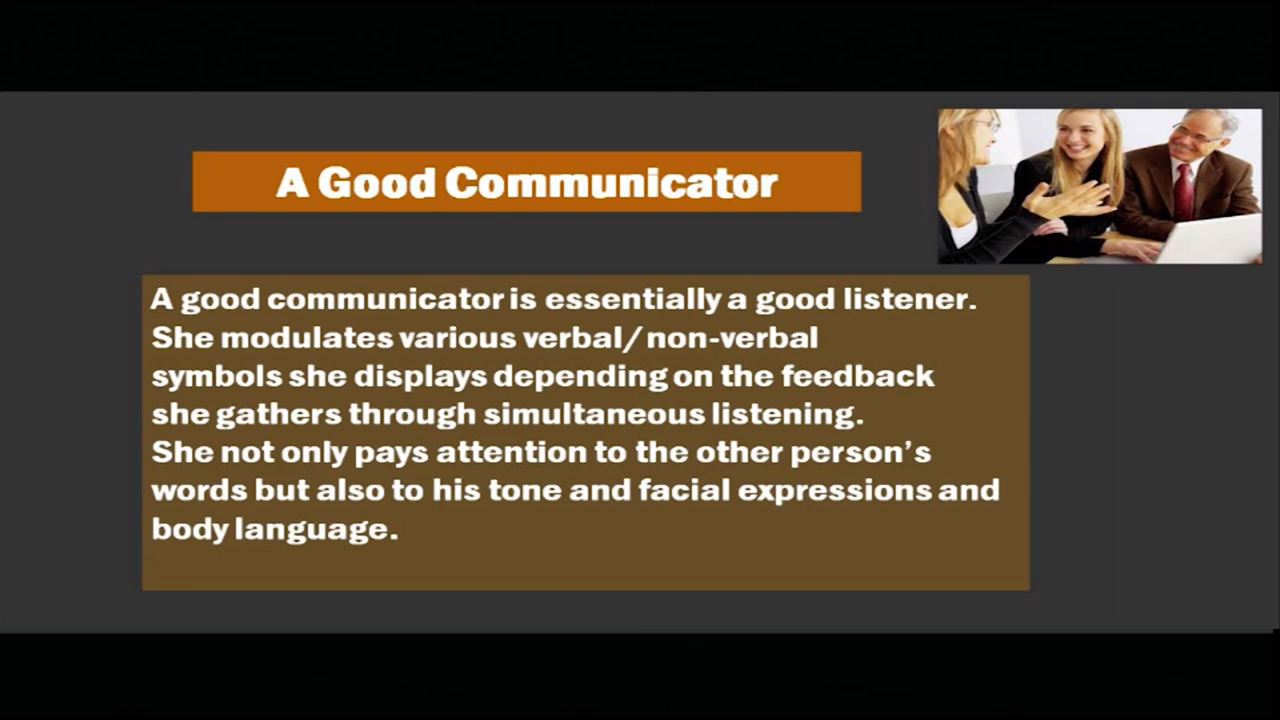 A Good Communicator
A good communicator is essentially a good listener.
She modulates various verbal/non-verbal
symbols she displays depending on the feedback
she gathers through simultaneous listening.
She not only pays attention to the other person's
words but also to his tone and facial expressions and
body language.